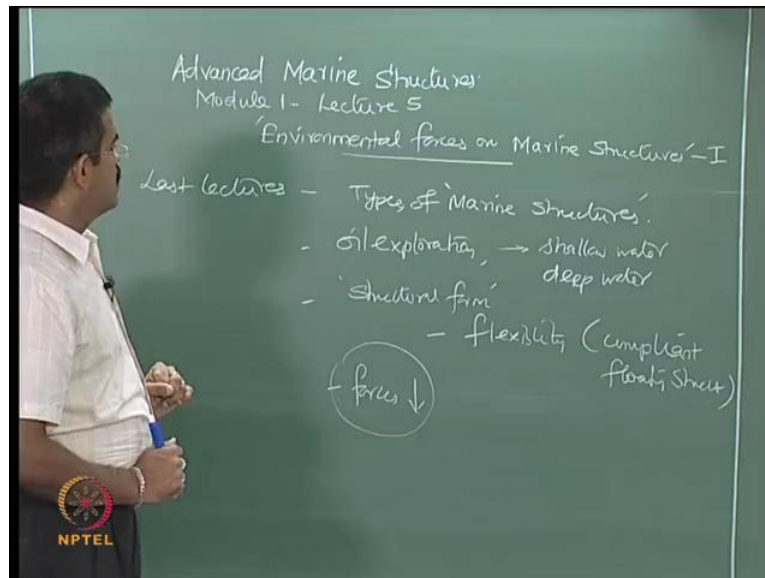 Advanced Marine Structures.
Module 1 - Lecture 5
'Environmental forces on Marine Structures' - I
Last lectures - Types of 'Marine Structures'.
- oil exploration, → shallow water
deep water
- 'structural form'
- flexibility (compliant
floating struct)
- forces ↓
NPTEL